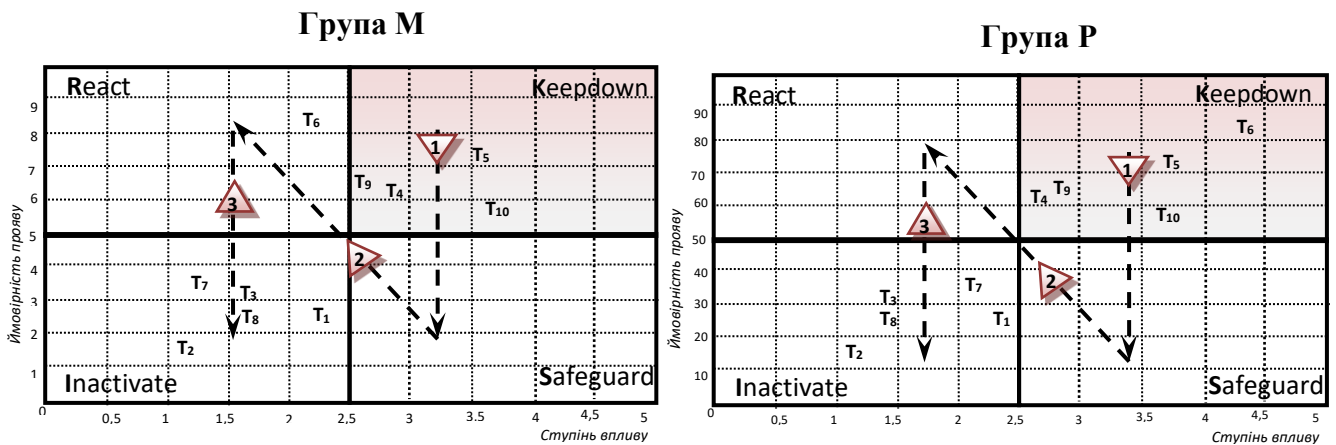 Група М
React
Keepdown
9
8
7
6
5
4
3
2
1
Ймовірність прояву
T6
1
T5
T9
T4
3
T10
2
T7
T3
T8
T1
T2
Inactivate
Safeguard
0
0,5
1
1,5
2
2,5
3
3.5
4
4,5
5
Ступінь впливу
Група Р
React
Keepdown
90
80
70
60
50
40
30
20
10
Ймовірність прояву
T6
1
T5
T9
T4
3
T10
2
T7
T3
T8
T1
T2
Inactivate
Safeguard
0
0,5
1
1,5
2
2,5
3
3.5
4
4,5
5
Ступінь впливу